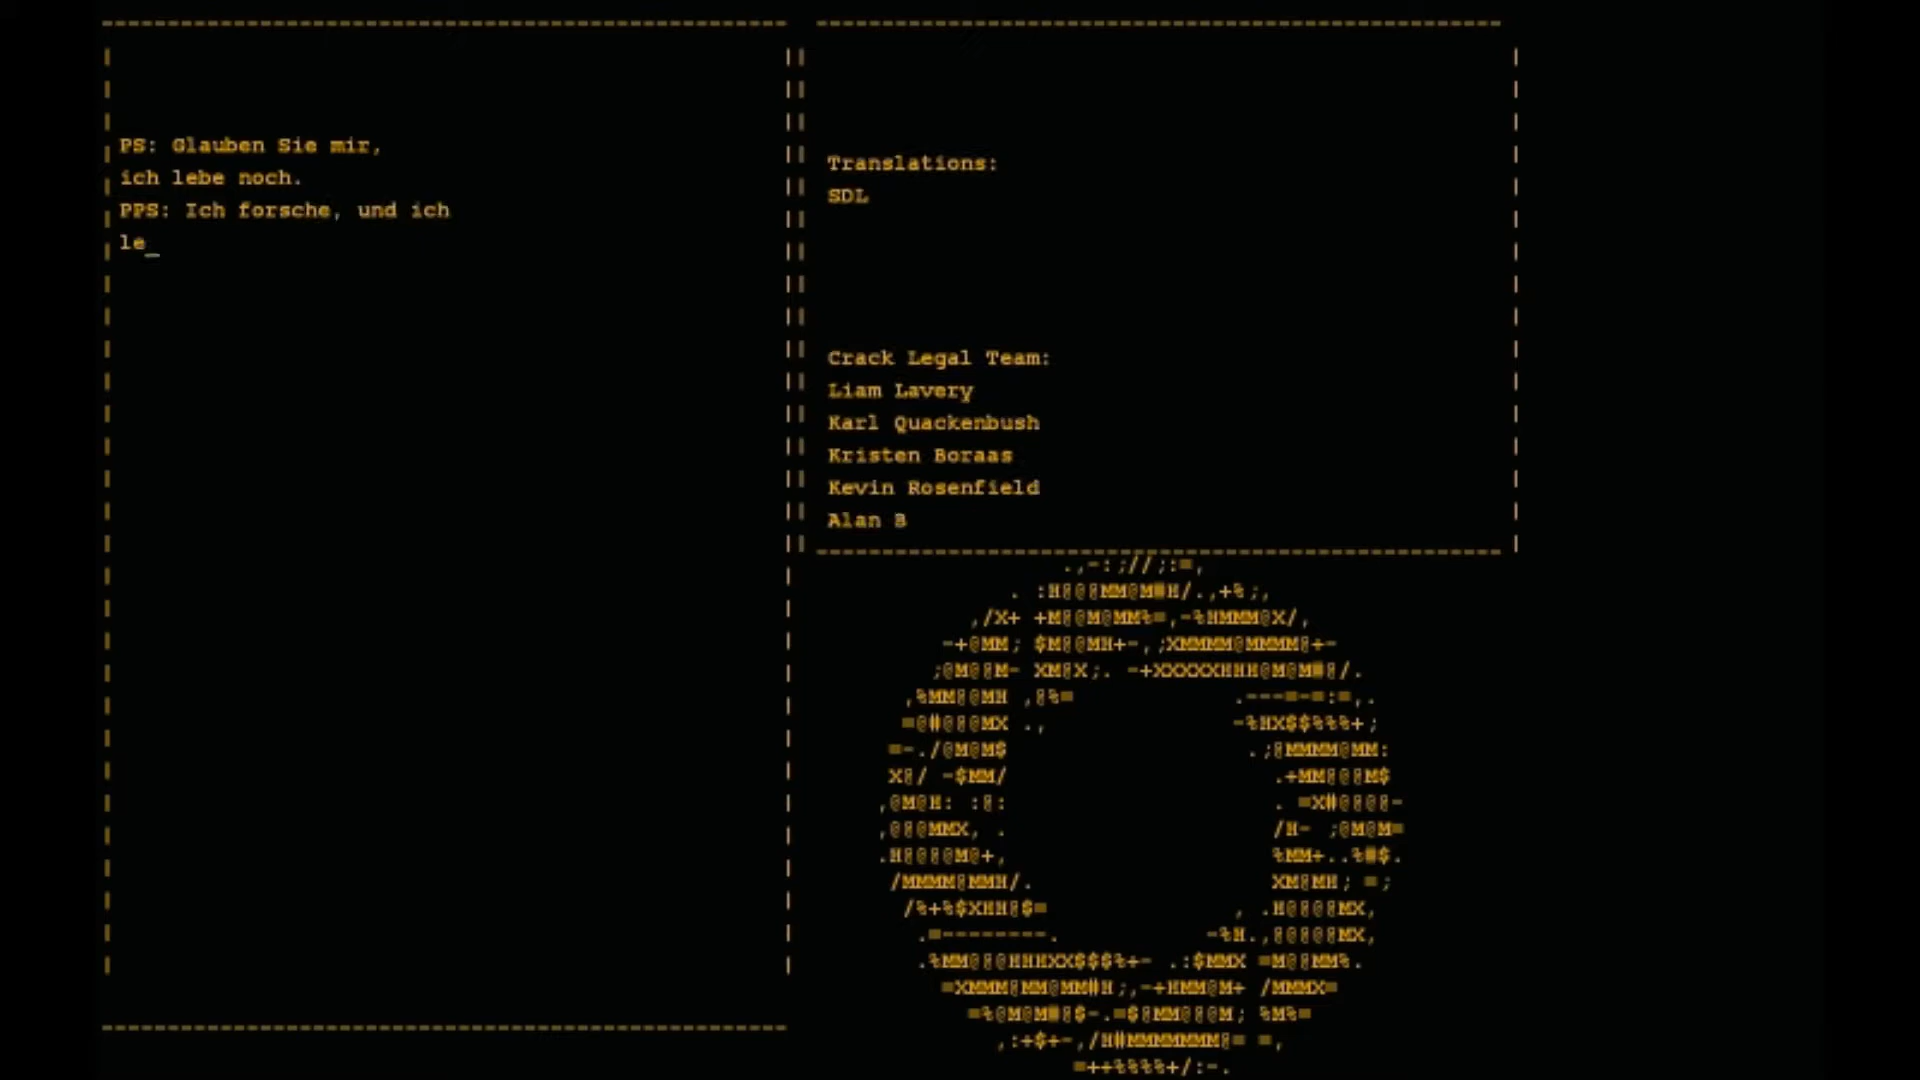 PS: Glauben Sie mir,
ich lebe noch.
PPS: Ich forsche, und ich
le_
Translations:
SDL
Crack Legal Team:
Liam Lavery
Karl Quackenbush
Kristen Boraas
Kevin Rosenfield
Alan B